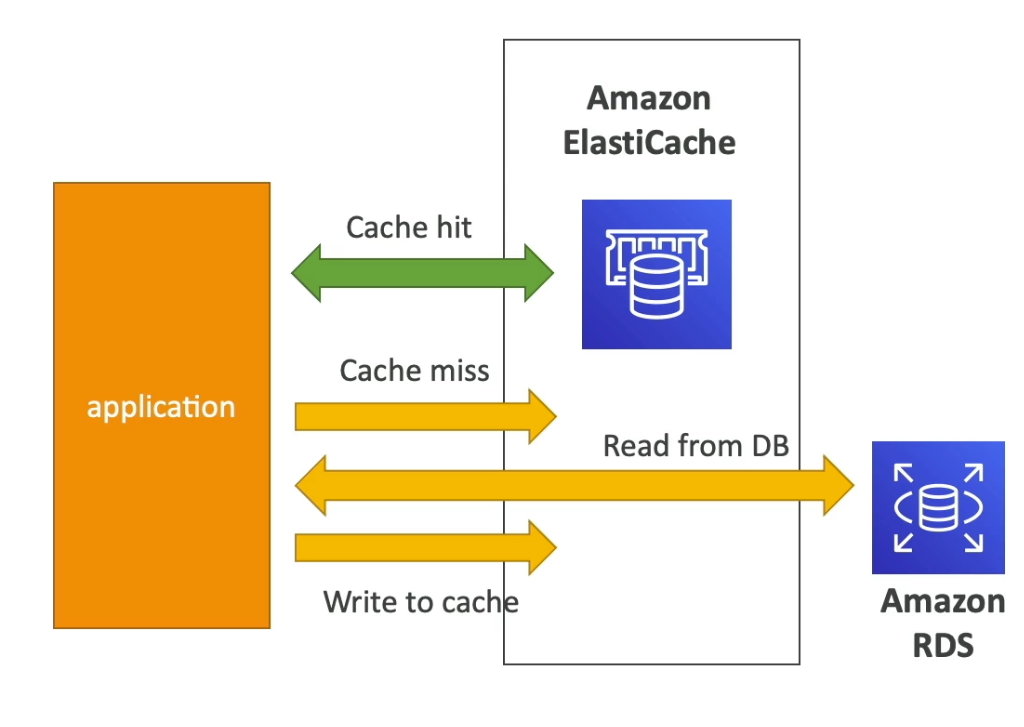 Amazon
ElastiCache
Cache hit
Cache miss
application
Read from DB
Write to cache
Amazon
RDS